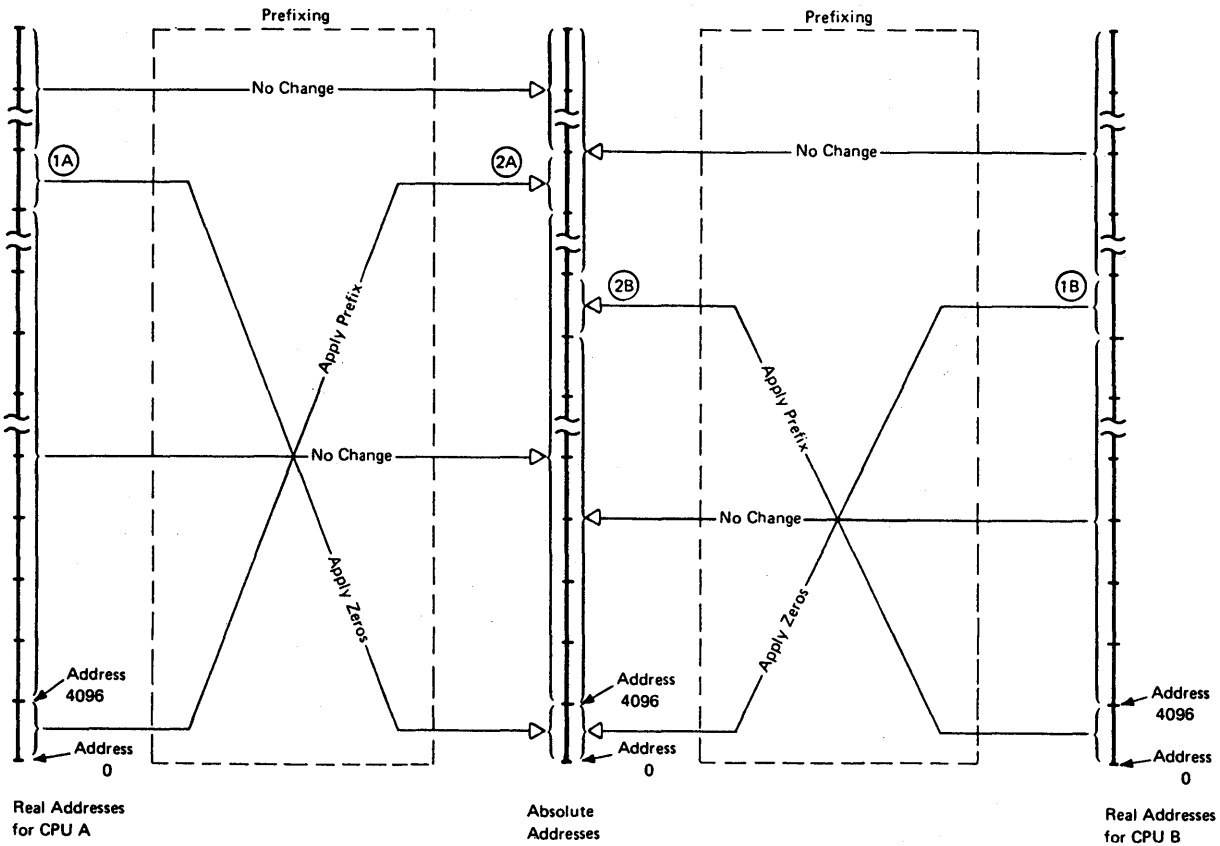 Prefixing
Prefixing
No Change
No Change
1A
2A
2B
1B
Apply Prefix
Apply Prefix
No Change
No Change
Apply Zeros
Apply Zeros
Address
4096
Address
0
Address
4096
Address
0
Address
4096
Address
0
Real Addresses
for CPU A
Absolute
Addresses
Real Addresses
for CPU B